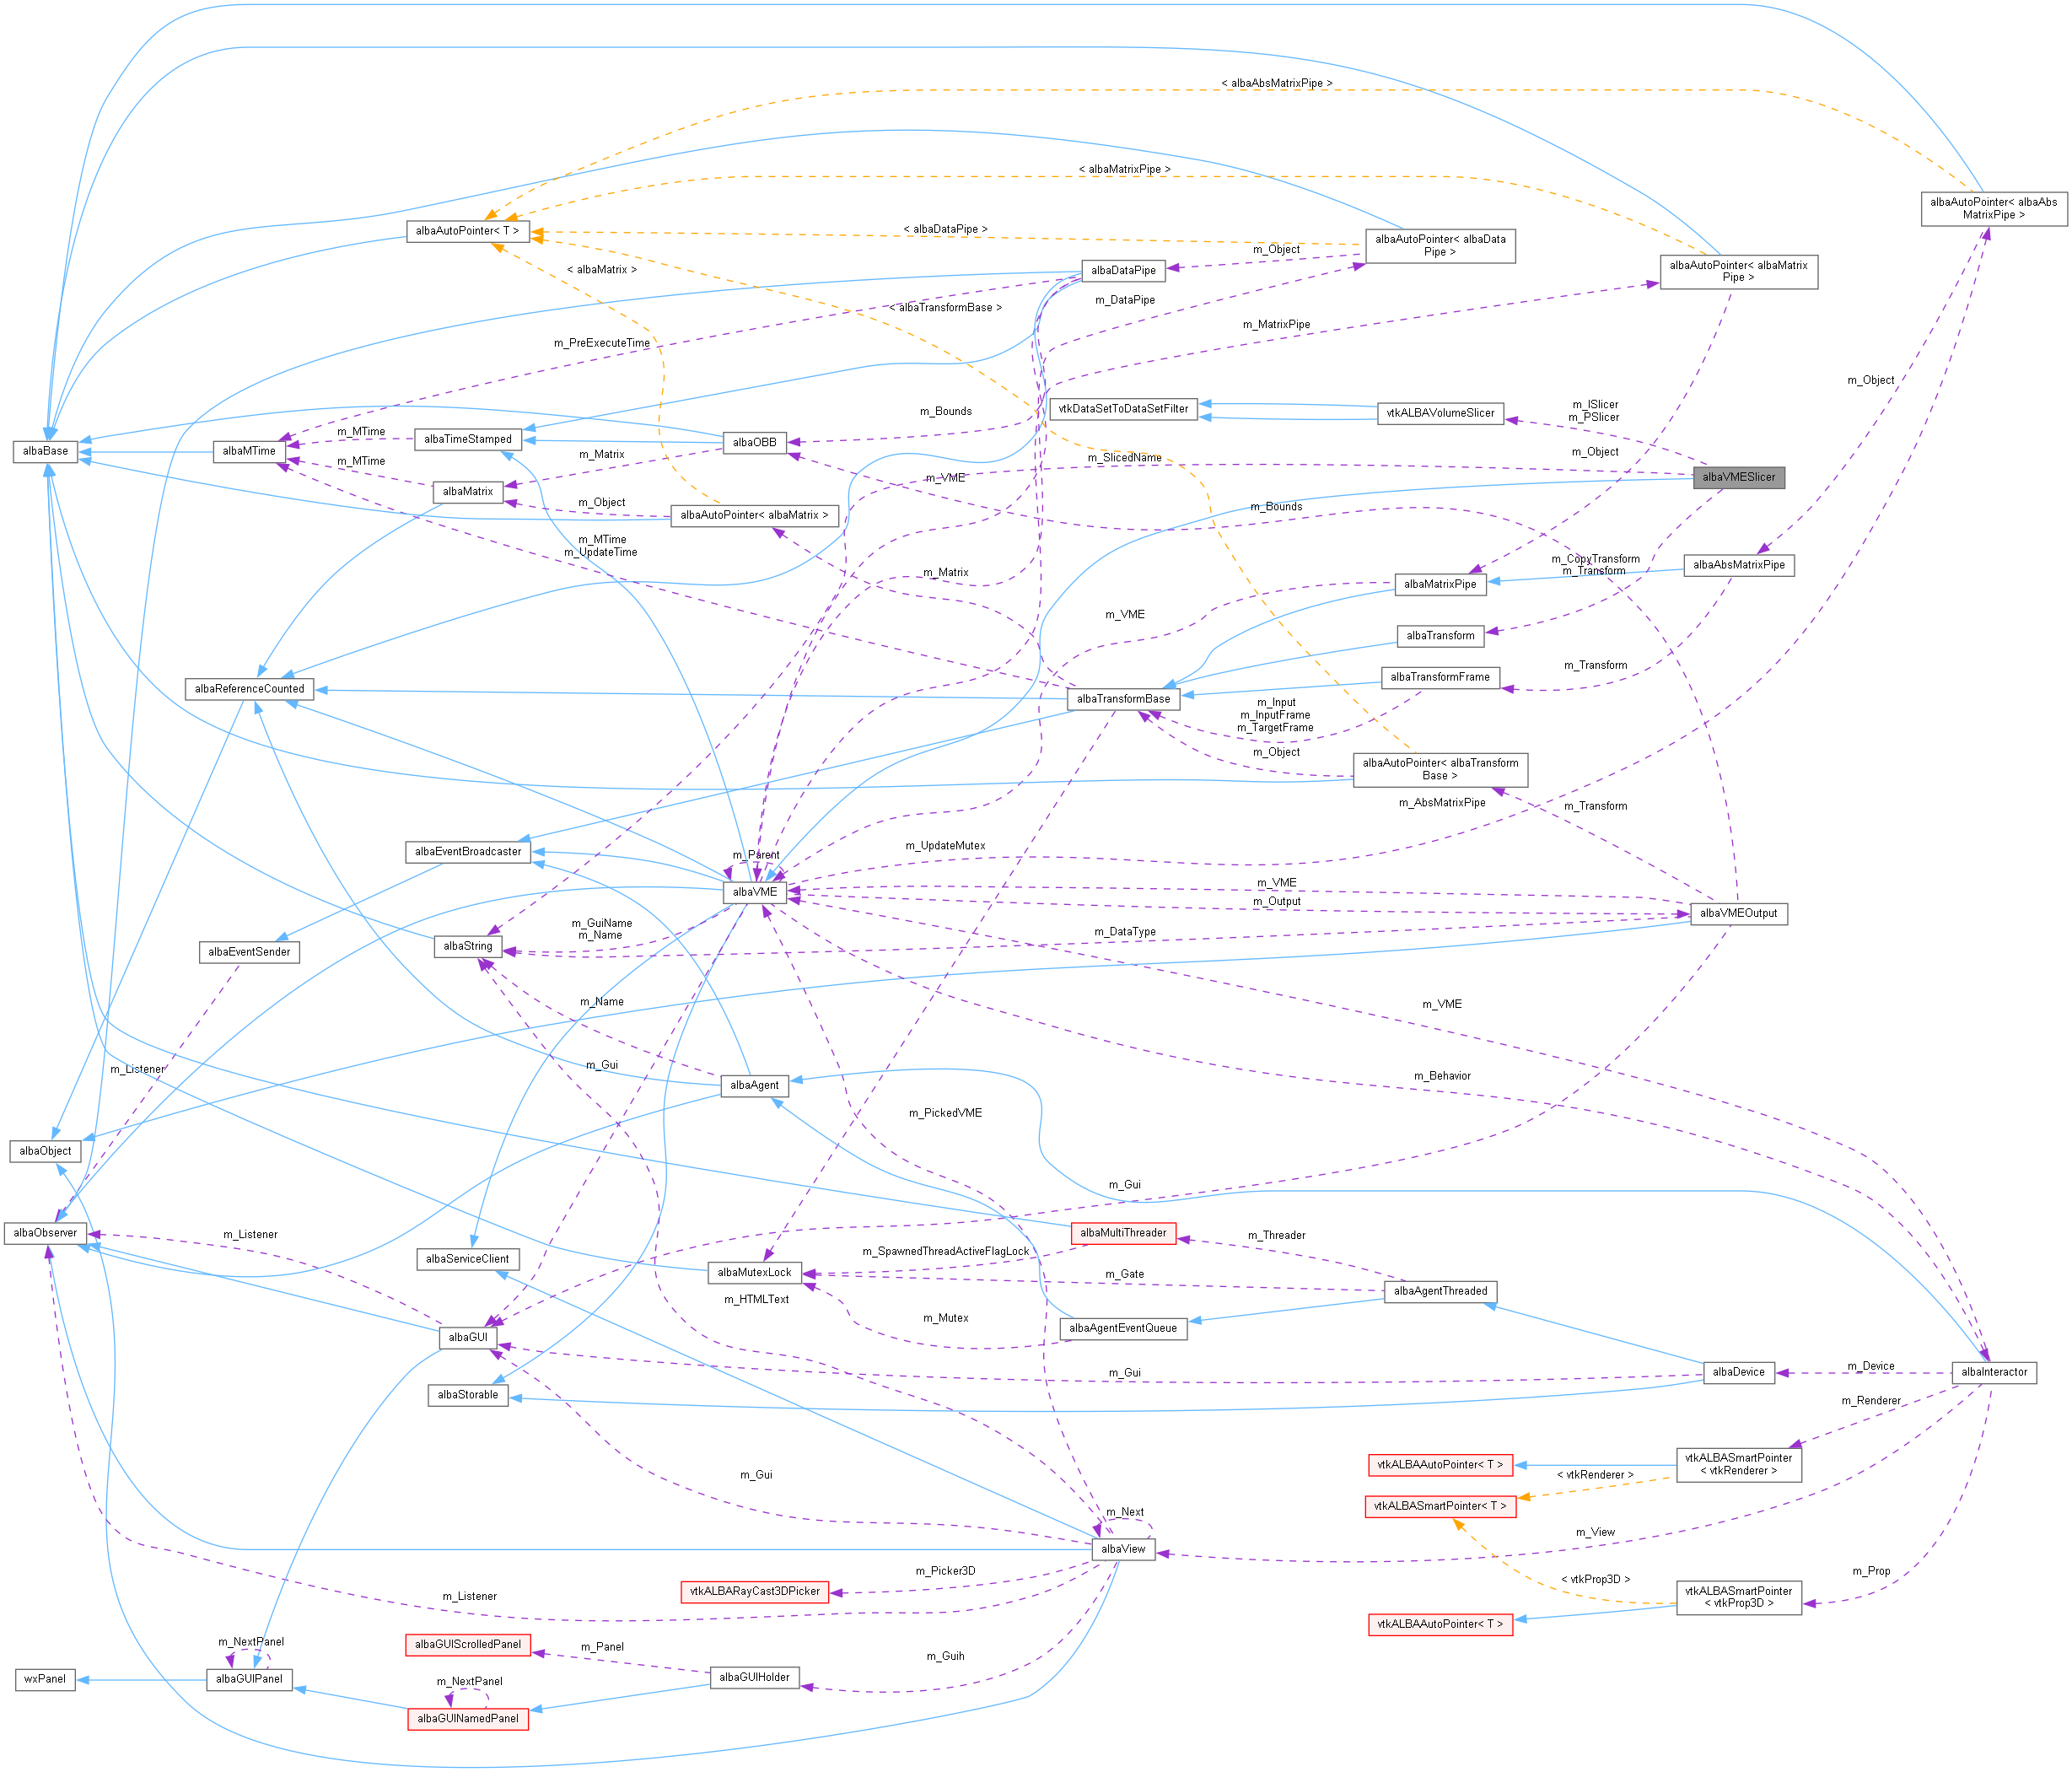 < albaAbsMatrixPipe >
< albaMatrixPipe >
albaAutoPointer< albaAbs
MatrixPipe >
albaAutoPointer< T >
< albaDataPipe >
albaAutoPointer< albaData
Pipe >
m_Object
albaAutoPointer< albaMatrix
Pipe >
< albaMatrix >
albaDataPipe
m_DataPipe
< albaTransformBase >
m_MatrixPipe
m_PreExecuteTime
m_Object
m_Bounds
vtkDataSetToDataSetFilter
vtkALBAVolumeSlicer
m_ISlicer
m_PSlicer
m_MTime
albaTimeStamped
albaOBB
albaBase
albaMTime
m_MTime
m_Matrix
m_SlicedName
m_Object
m_VME
albaVMESlicer
albaMatrix
m_Object
albaAutoPointer< albaMatrix >
m_Bounds
m_MTime
m_UpdateTime
m_CopyTransform
m_Transform
albaAbsMatrixPipe
m_Matrix
albaMatrixPipe
m_VME
albaTransform
m_Transform
albaReferenceCounted
albaTransformBase
albaTransformFrame
m_Input
m_InputFrame
m_TargetFrame
m_Object
albaAutoPointer< albaTransform
Base >
m_AbsMatrixPipe
m_Transform
albaEventBroadcaster
m_UpdateMutex
m_Parent
albaVME
m_VME
m_Output
albaVMEOutput
m_GuiName
m_Name
m_DataType
albaString
albaEventSender
m_Name
m_VME
m_Listener
m_Gui
albaAgent
m_Behavior
m_PickedVME
albaObject
m_Gui
albaObserver
m_Listener
albaMultiThreader
m_Threader
albaServiceClient
m_SpawnedThreadActiveFlagLock
albaMutexLock
m_Gate
albaAgentThreaded
m_HTMLText
m_Mutex
albaAgentEventQueue
albaGUI
m_Gui
albaDevice
m_Device
albaInteractor
albaStorable
m_Renderer
vtkALBAAutoPointer< T >
< vtkRenderer >
vtkALBASmartPointer
< vtkRenderer >
m_Gui
m_Next
vtkALBASmartPointer< T >
m_View
albaView
m_Picker3D
vtkALBARayCast3DPicker
m_Listener
< vtkProp3D >
m_Prop
vtkALBASmartPointer
< vtkProp3D >
vtkALBAAutoPointer< T >
m_NextPanel
albaGUIScrolledPanel
m_Panel
m_Guih
wxPanel
albaGUIPanel
albaGUIHolder
m_NextPanel
albaGUINamedPanel